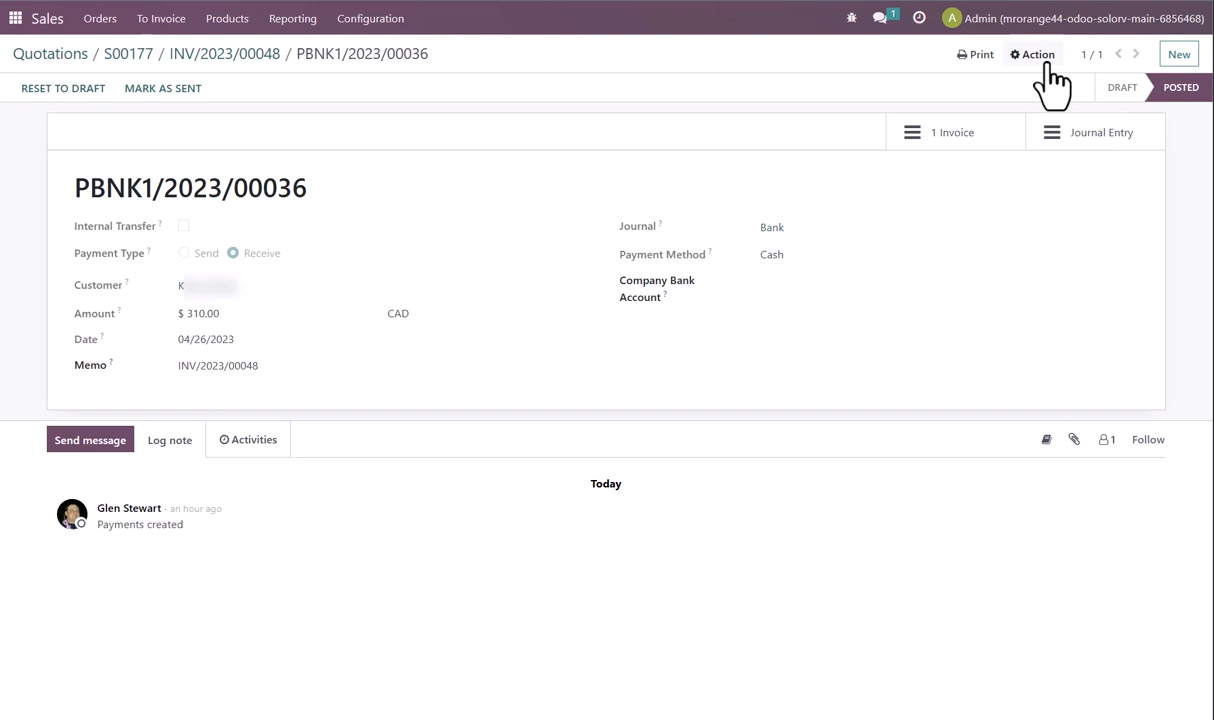 Sales Orders To Invoice Products Reporting Configuration 1 A Admin (mrorange44-odoo-solorv-main-6856468)
Quotations / S00177 / INV/2023/00048 / PBNK1/2023/00036 Print Action 1 / 1 New
RESET TO DRAFT MARK AS SENT DRAFT POSTED
1 Invoice Journal Entry
PBNK1/2023/00036
Internal Transfer ? Journal ? Bank
Payment Type ? Send Receive Payment Method ? Cash
Customer ? K Company Bank
Account ?
Amount ? $ 310.00 CAD
Date ? 04/26/2023
Memo ? INV/2023/00048
Send message Log note Activities 1 Follow
Today
Glen Stewart - an hour ago
Payments created